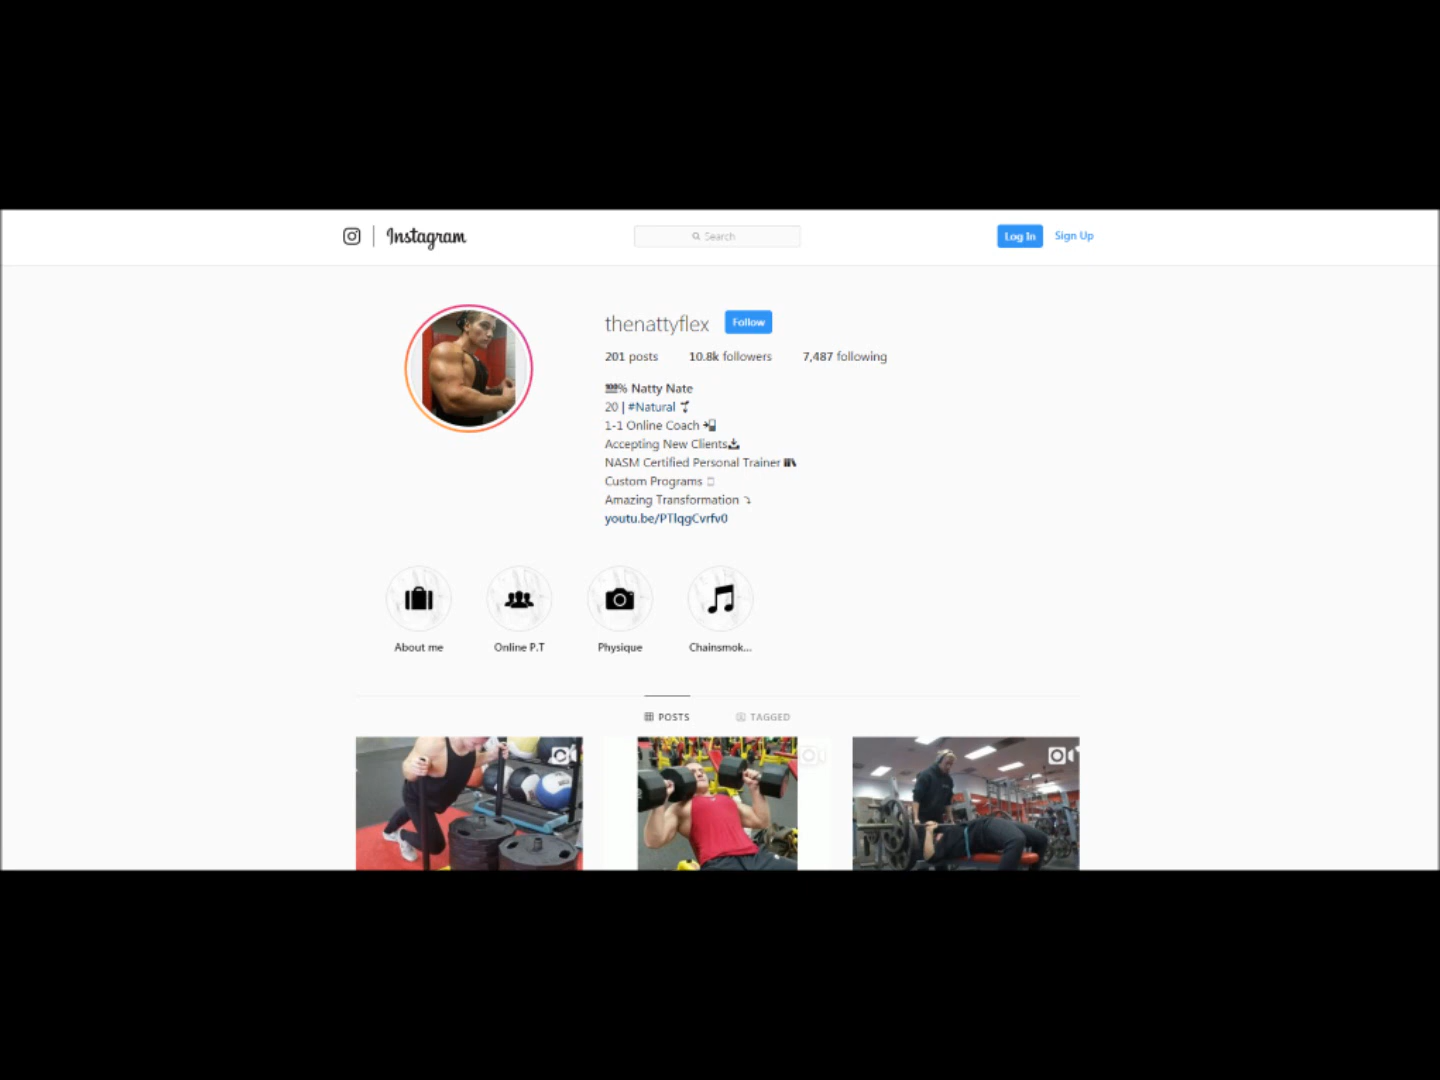 Instagram
Search
Log In
Sign Up
thenattyflex
Follow
201 posts
10.8k followers
7,487 following
💯% Natty Nate
20 | #Natural 🌱
1-1 Online Coach 📲
Accepting New Clients📥
NASM Certified Personal Trainer 📚
Custom Programs
Amazing Transformation ⤵
youtu.be/PTlqgCvrfv0
About me
Online P.T
Physique
Chainsmok...
POSTS
TAGGED